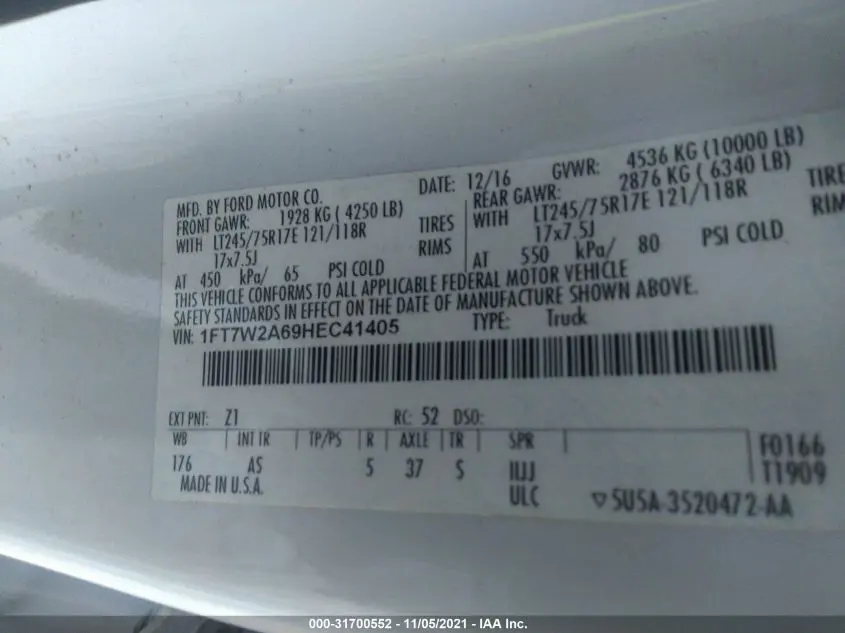 MFD. BY FORD MOTOR CO.
DATE: 12/16 GVWR: 4536 KG (10000 LB)
FRONT GAWR: 1928 KG ( 4250 LB) REAR GAWR: 2876 KG ( 6340 LB)
WITH LT245/75R17E 121/118R TIRES WITH LT245/75R17E 121/118R TIRE
17x7.5J RIMS 17x7.5J RIM
AT 450 kPa/ 65 PSI COLD AT 550 kPa/ 80 PSI COLD
THIS VEHICLE CONFORMS TO ALL APPLICABLE FEDERAL MOTOR VEHICLE
SAFETY STANDARDS IN EFFECT ON THE DATE OF MANUFACTURE SHOWN ABOVE.
VIN: 1FT7W2A69HEC41405 TYPE: Truck
EXT PNT: Z1 RC: 52 DSO:
WB INT TR TP/PS R AXLE TR SPR F0166
176 AS 5 37 S IIJJ T1909
MADE IN U.S.A. ULC 5U5A-3520472-AA
000-31700552 - 11/05/2021 - IAA Inc.